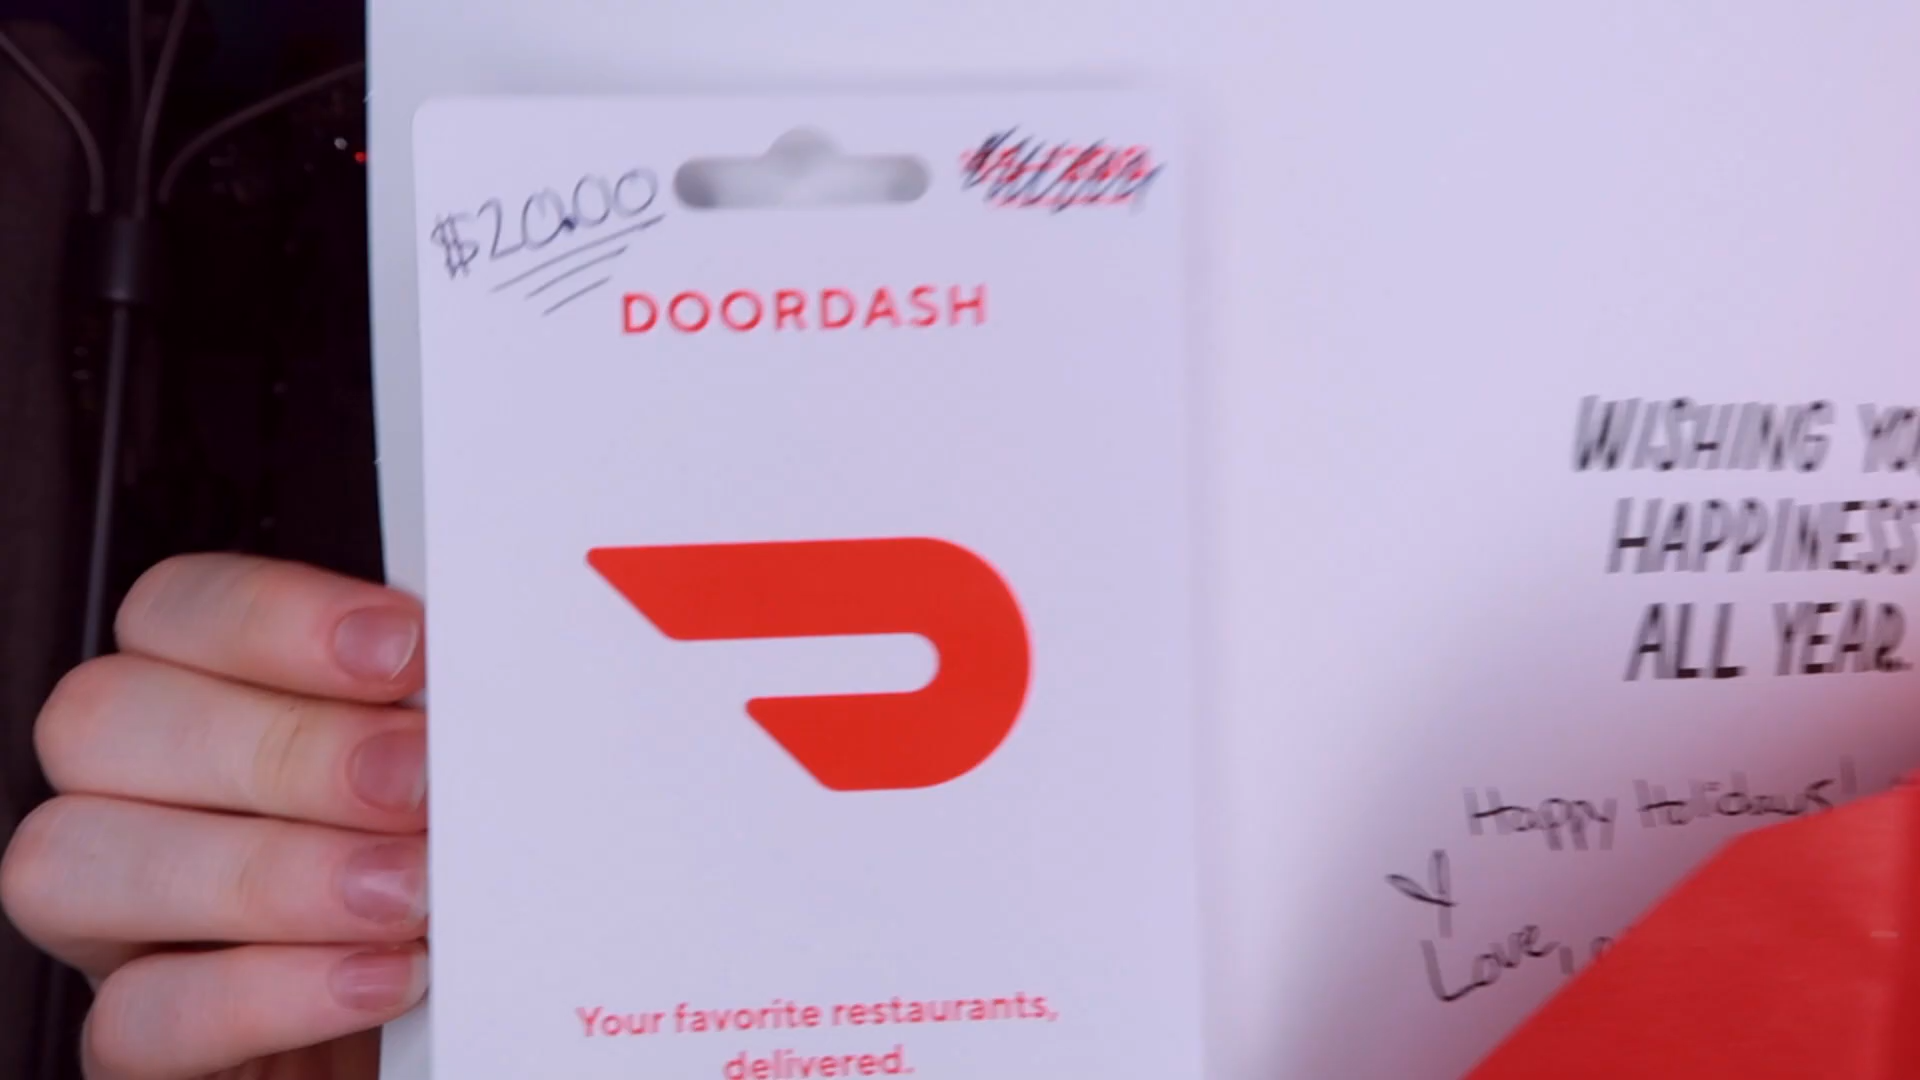 $20.00
DOORDASH
Your favorite restaurants,
delivered.
WISHING YO
HAPPINESS
ALL YEAR.
Happy Holidays!
Love,